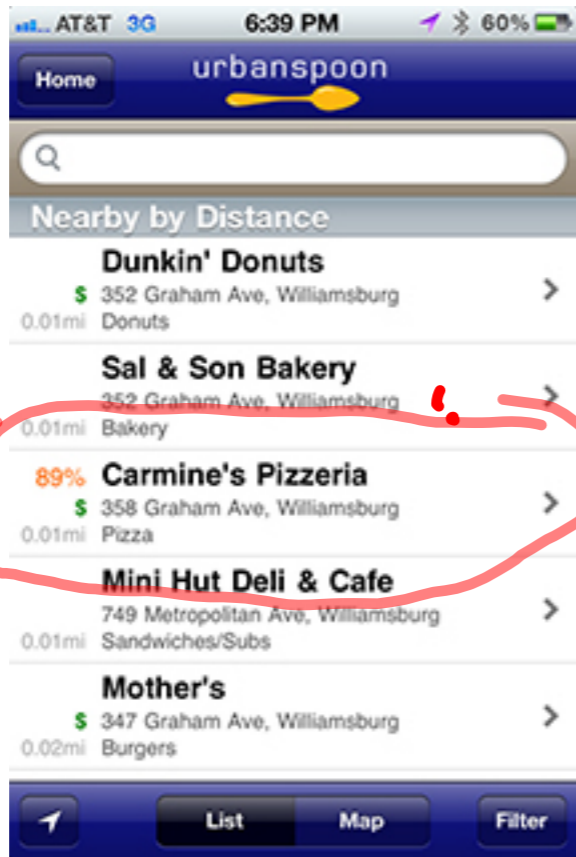 AT&T 3G 6:39 PM 60%
Home urbanspoon
Nearby by Distance
Dunkin' Donuts
$ 352 Graham Ave, Williamsburg
0.01mi Donuts
Sal & Son Bakery
352 Graham Ave, Williamsburg !
0.01mi Bakery
89% Carmine's Pizzeria
$ 358 Graham Ave, Williamsburg
0.01mi Pizza
Mini Hut Deli & Cafe
749 Metropolitan Ave, Williamsburg
0.01mi Sandwiches/Subs
Mother's
$ 347 Graham Ave, Williamsburg
0.02mi Burgers
List Map Filter